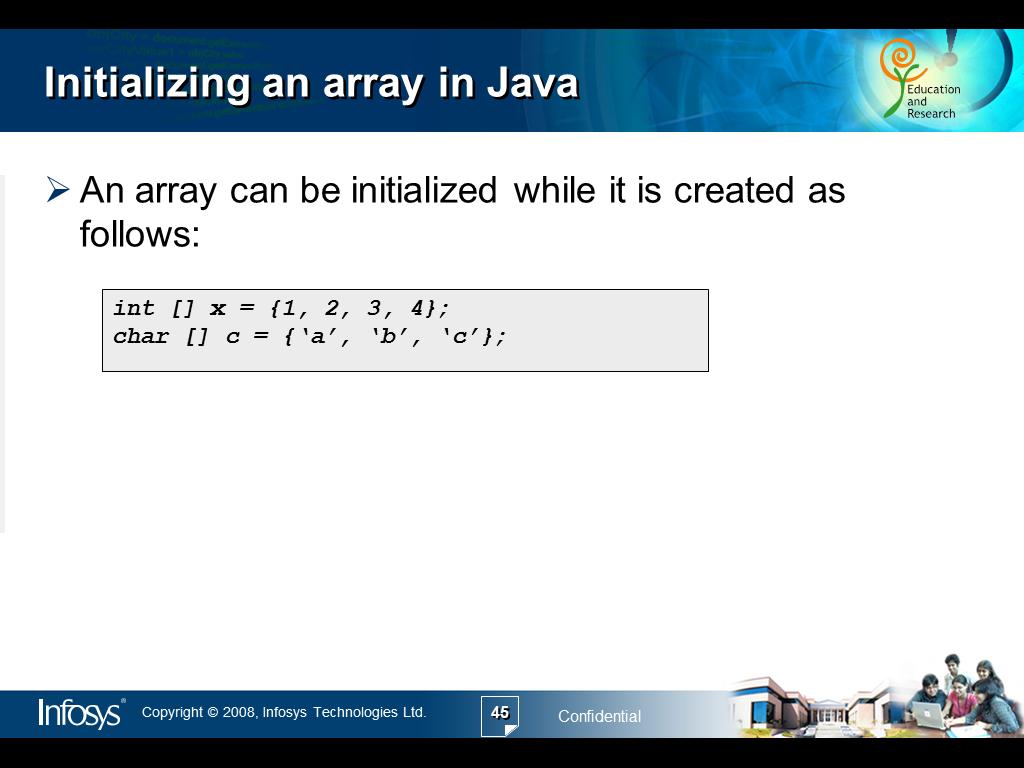 Initializing an array in Java
Education
and
Research
An array can be initialized while it is created as
follows:
int [] x = {1, 2, 3, 4};
char [] c = {‘a’, ‘b’, ‘c’};
Infosys®
Copyright © 2008, Infosys Technologies Ltd.
45
Confidential